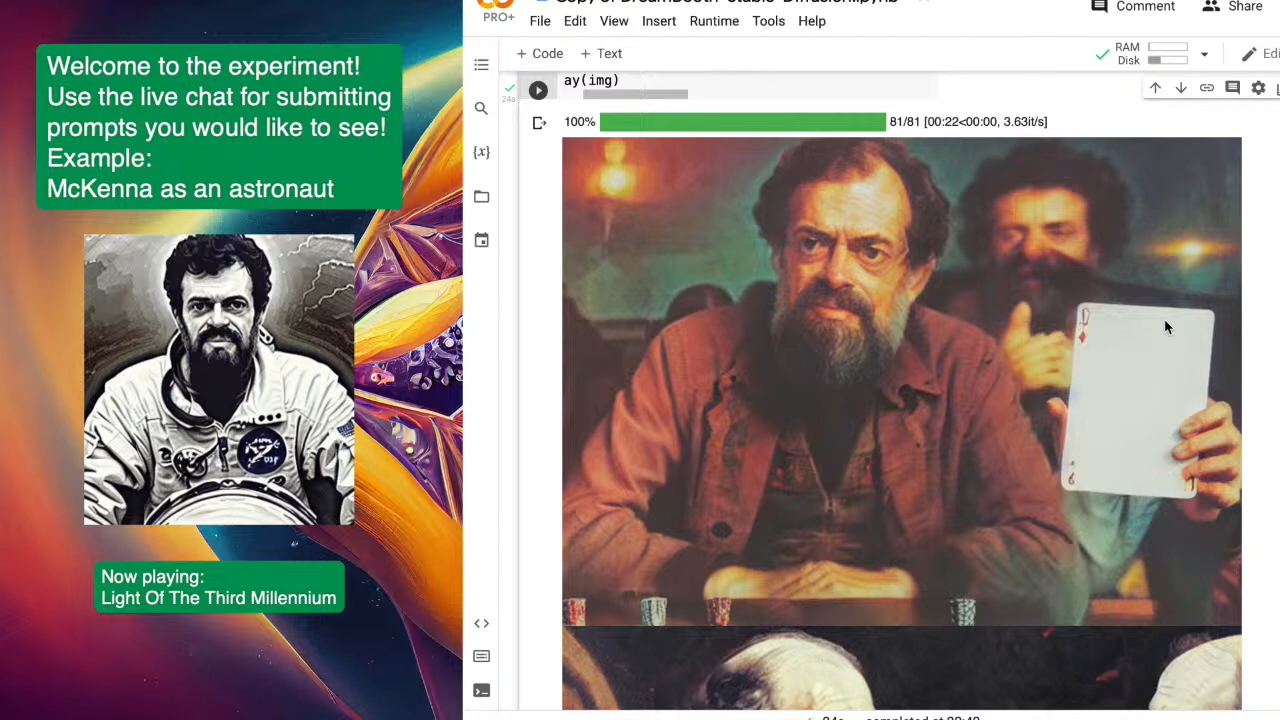 Welcome to the experiment!
Use the live chat for submitting
prompts you would like to see!
Example:
McKenna as an astronaut
Now playing:
Light Of The Third Millennium
PRO+
File Edit View Insert Runtime Tools Help
Comment
Share
+ Code + Text
RAM
Disk
Edi
ay(img)
24s
100%
81/81 [00:22<00:00, 3.63it/s]